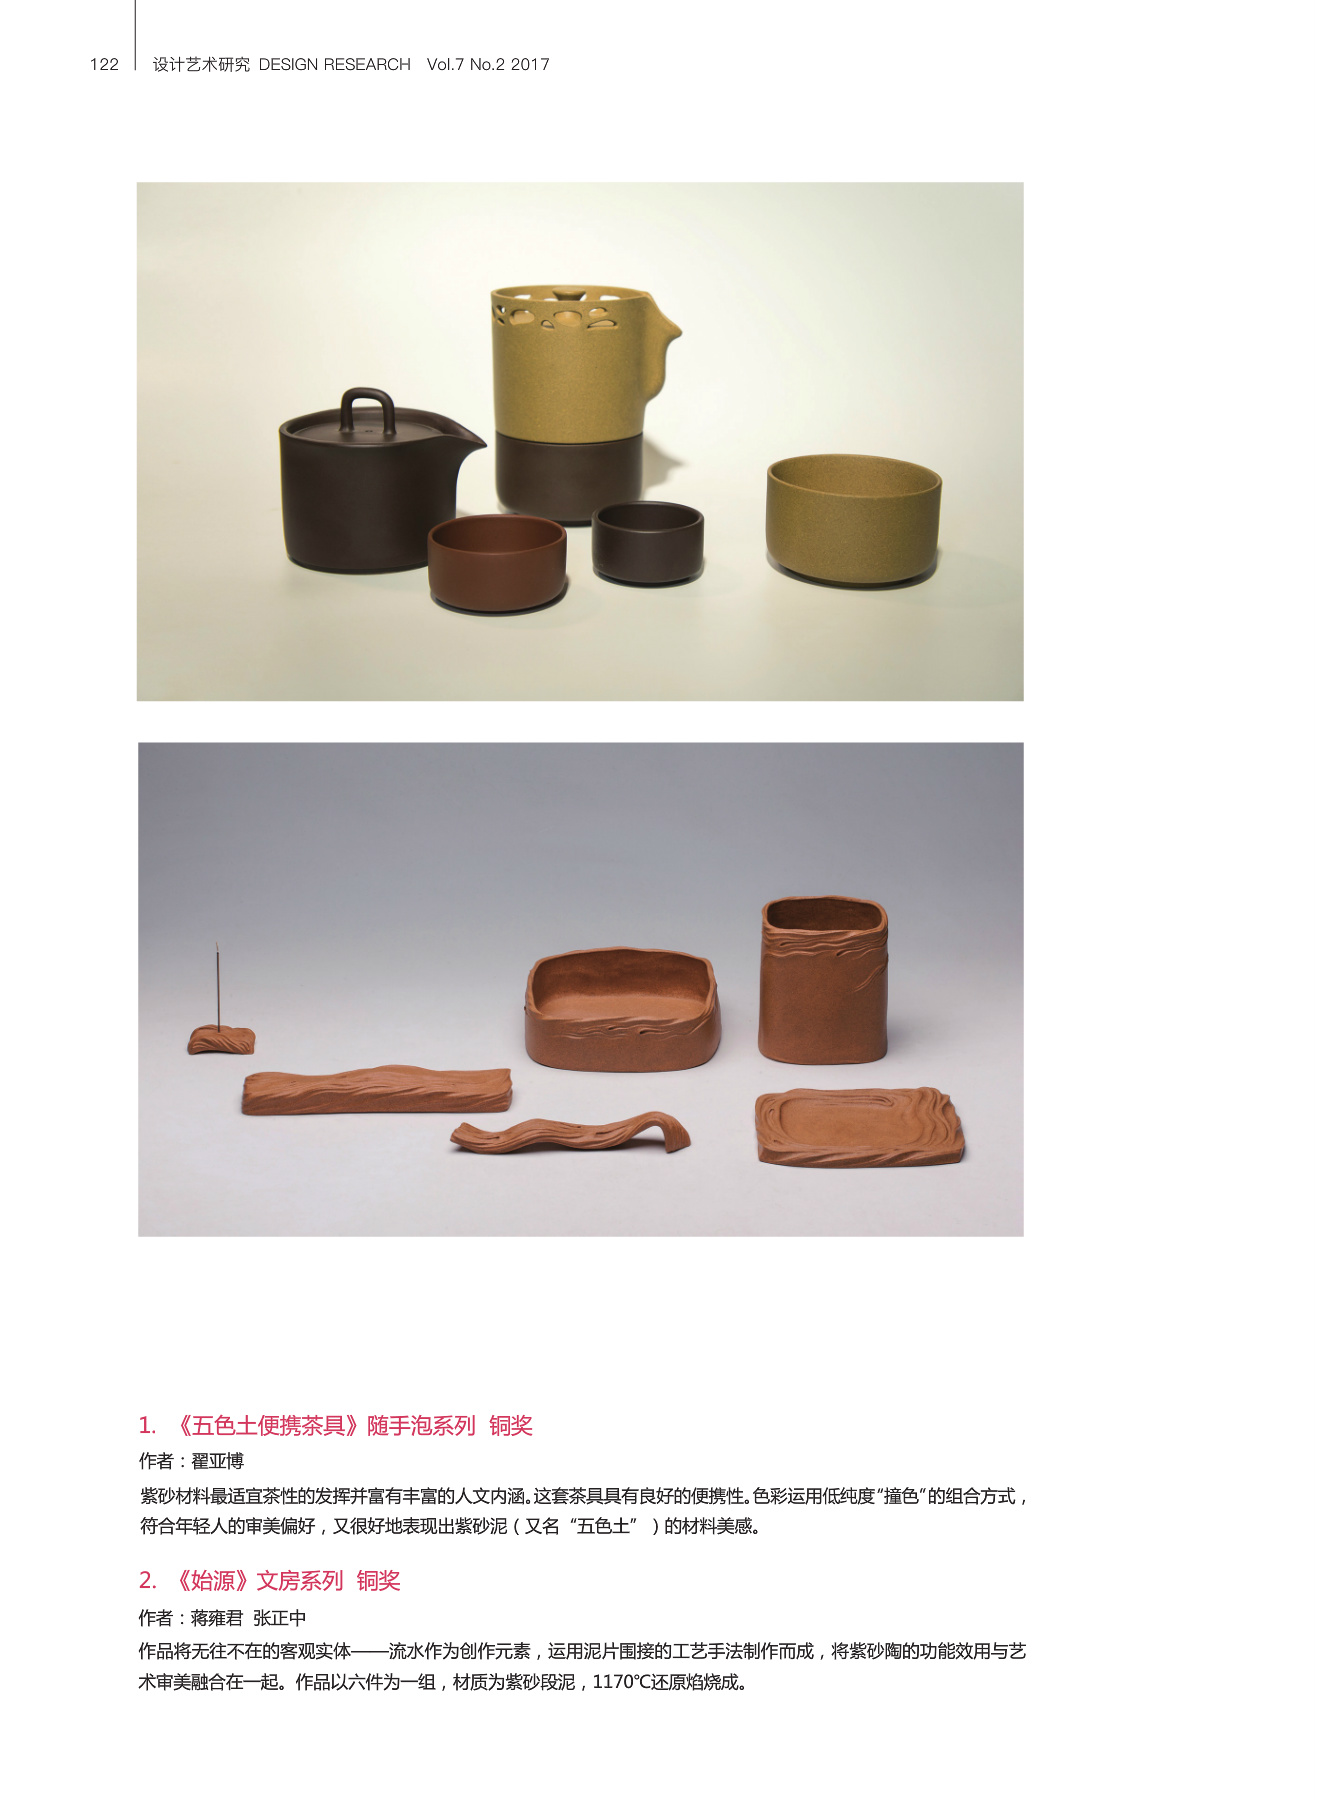 122 设计艺术研究 DESIGN RESEARCH Vol.7 No.2 2017
1. 《五色土便携茶具》随手泡系列 铜奖
作者：翟亚博
紫砂材料最适宜茶性的发挥并富有丰富的人文内涵。这套茶具具有良好的便携性。色彩运用低纯度“撞色”的组合方式，
符合年轻人的审美偏好，又很好地表现出紫砂泥（又名“五色土”）的材料美感。
2. 《始源》文房系列 铜奖
作者：蒋雍君 张正中
作品将无往不在的客观实体——流水作为创作元素，运用泥片围接的工艺手法制作而成，将紫砂陶的功能效用与艺
术审美融合在一起。作品以六件为一组，材质为紫砂段泥，1170℃还原焰烧成。